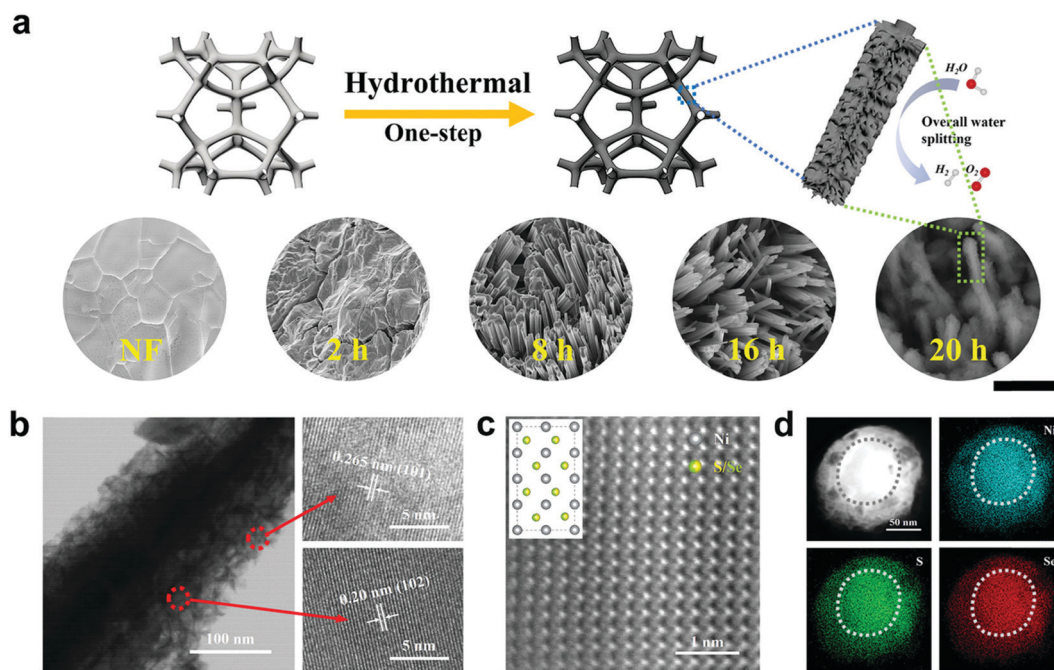 a
Hydrothermal
One-step
H2O
Overall water
splitting
H2 O2
NF
2 h
8 h
16 h
20 h
b
0.265 nm (101)
5 nm
0.20 nm (102)
5 nm
100 nm
c
Ni
S/Se
1 nm
d
50 nm
Ni
S
Se